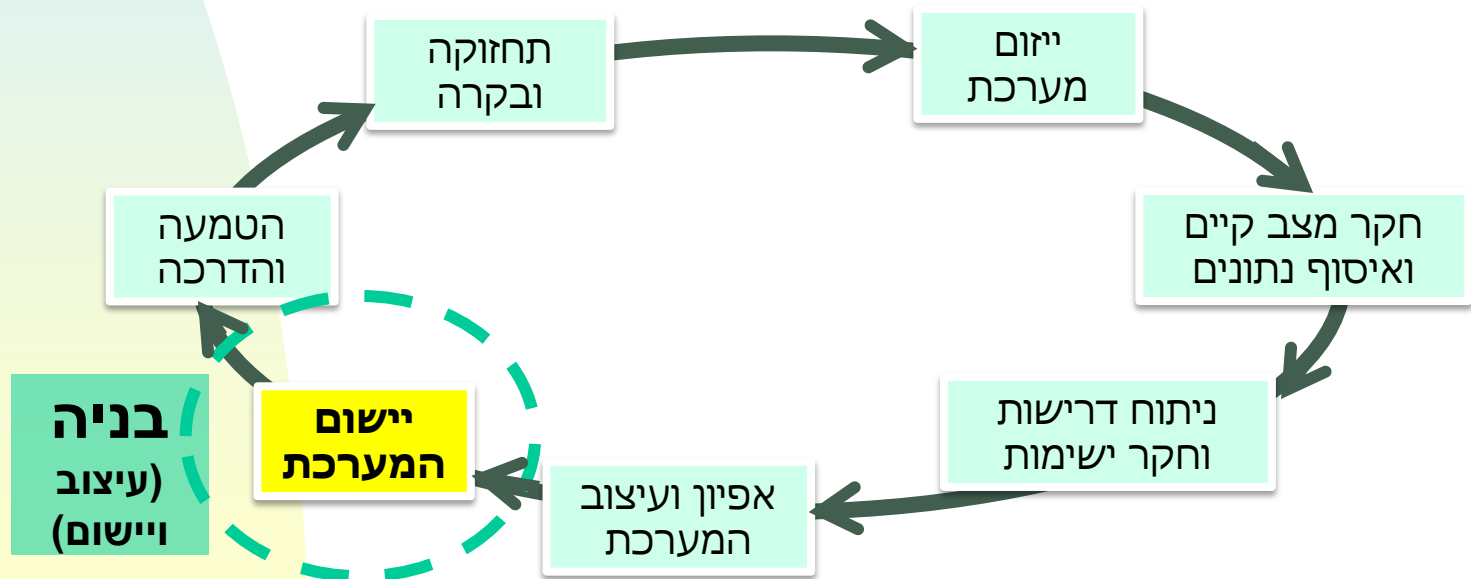 תחזוקה
ובקרה
ייזום
מערכת
חקר מצב קיים
ואיסוף נתונים
ניתוח דרישות
וחקר ישימות
אפיון ועיצוב
המערכת
יישום
המערכת
הטמעה
והדרכה
בניה
(עיצוב
ויישום)